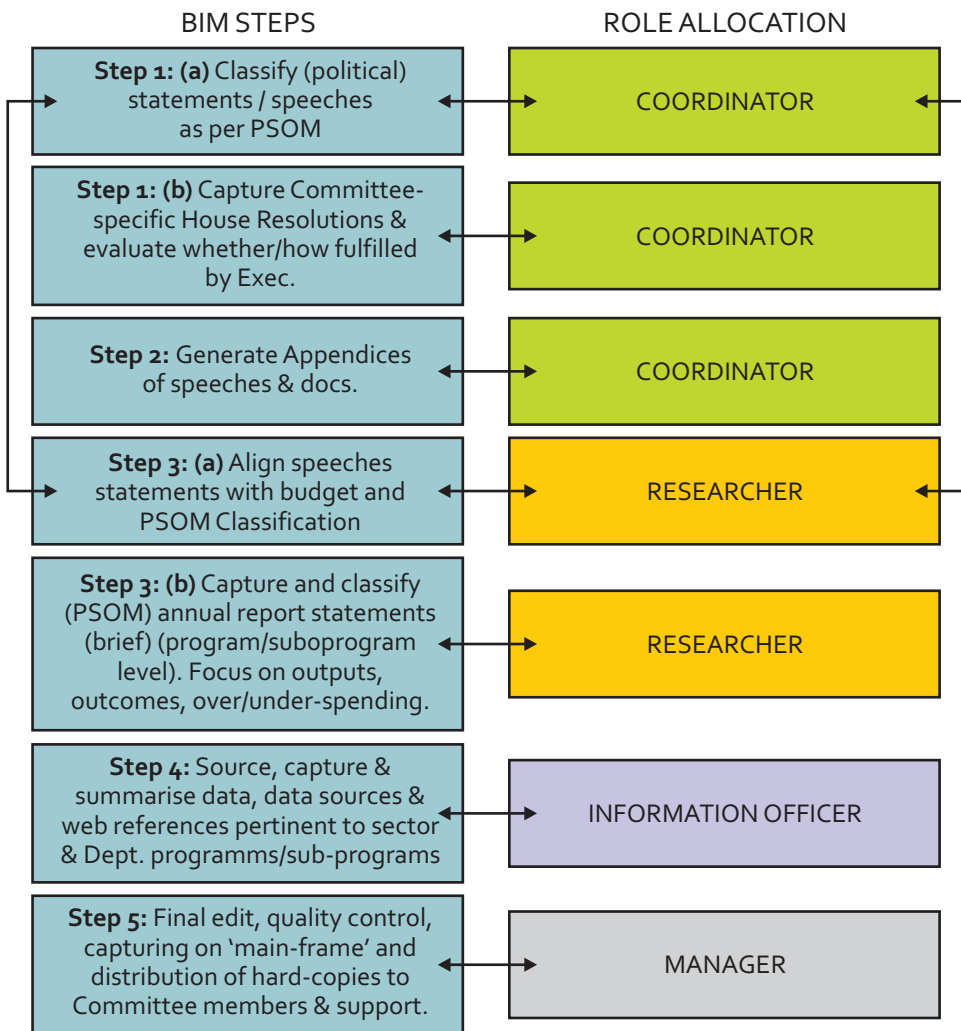 BIM STEPS
ROLE ALLOCATION
Step 1: (a) Classify (political)
statements / speeches
as per PSOM
COORDINATOR
Step 1: (b) Capture Committee-
specific House Resolutions &
evaluate whether/how fulfilled
by Exec.
COORDINATOR
Step 2: Generate Appendices
of speeches & docs.
COORDINATOR
Step 3: (a) Align speeches
statements with budget and
PSOM Classification
RESEARCHER
Step 3: (b) Capture and classify
(PSOM) annual report statements
(brief) (program/suboprogram
level). Focus on outputs,
outcomes, over/under-spending.
RESEARCHER
Step 4: Source, capture &
summarise data, data sources &
web references pertinent to sector
& Dept. programms/sub-programs
INFORMATION OFFICER
Step 5: Final edit, quality control,
capturing on ‘main-frame’ and
distribution of hard-copies to
Committee members & support.
MANAGER